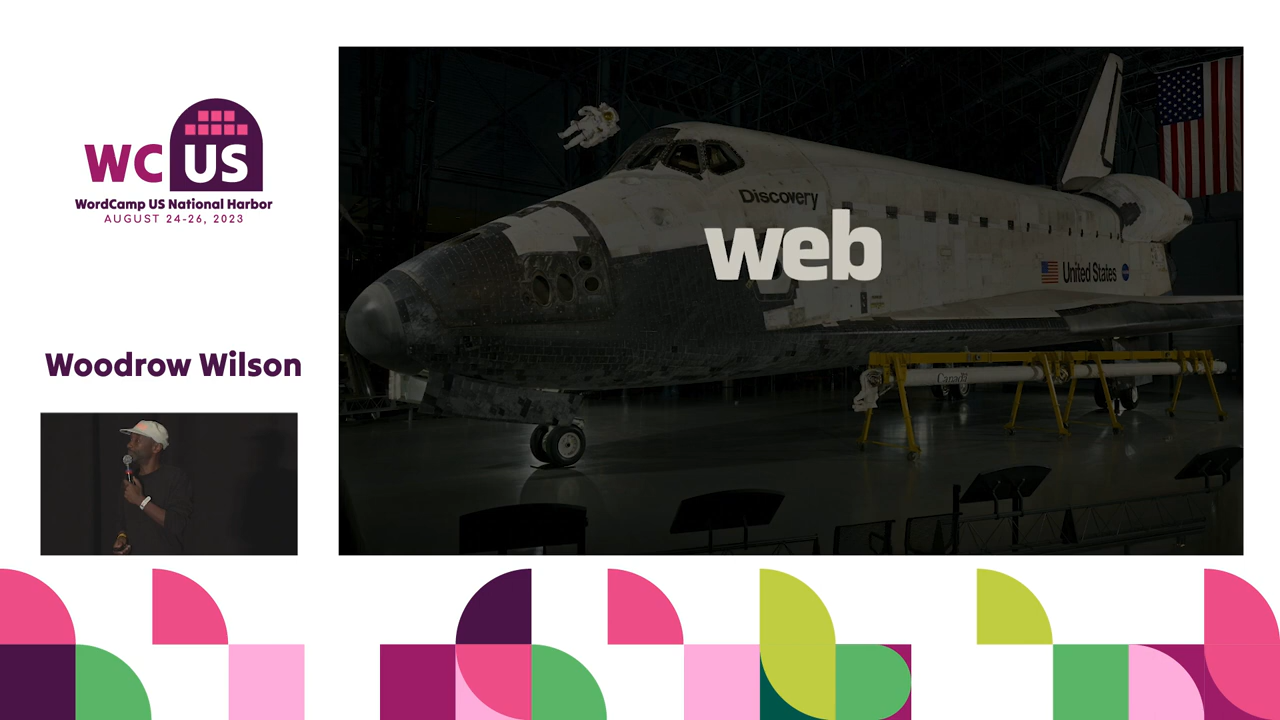 WC US
WordCamp US National Harbor
AUGUST 24-26, 2023
Woodrow Wilson
Discovery
web
United States
Canada